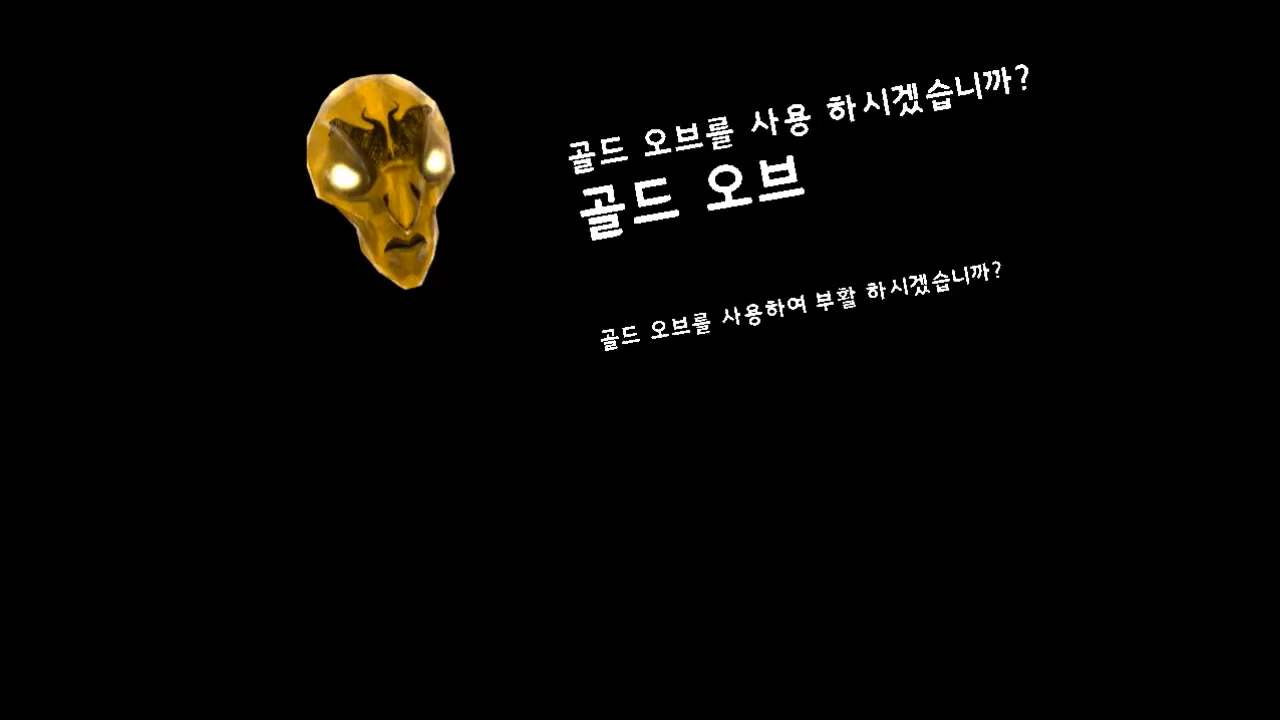 골드 오브를 사용 하시겠습니까?
골드 오브
골드 오브를 사용하여 부활 하시겠습니까?